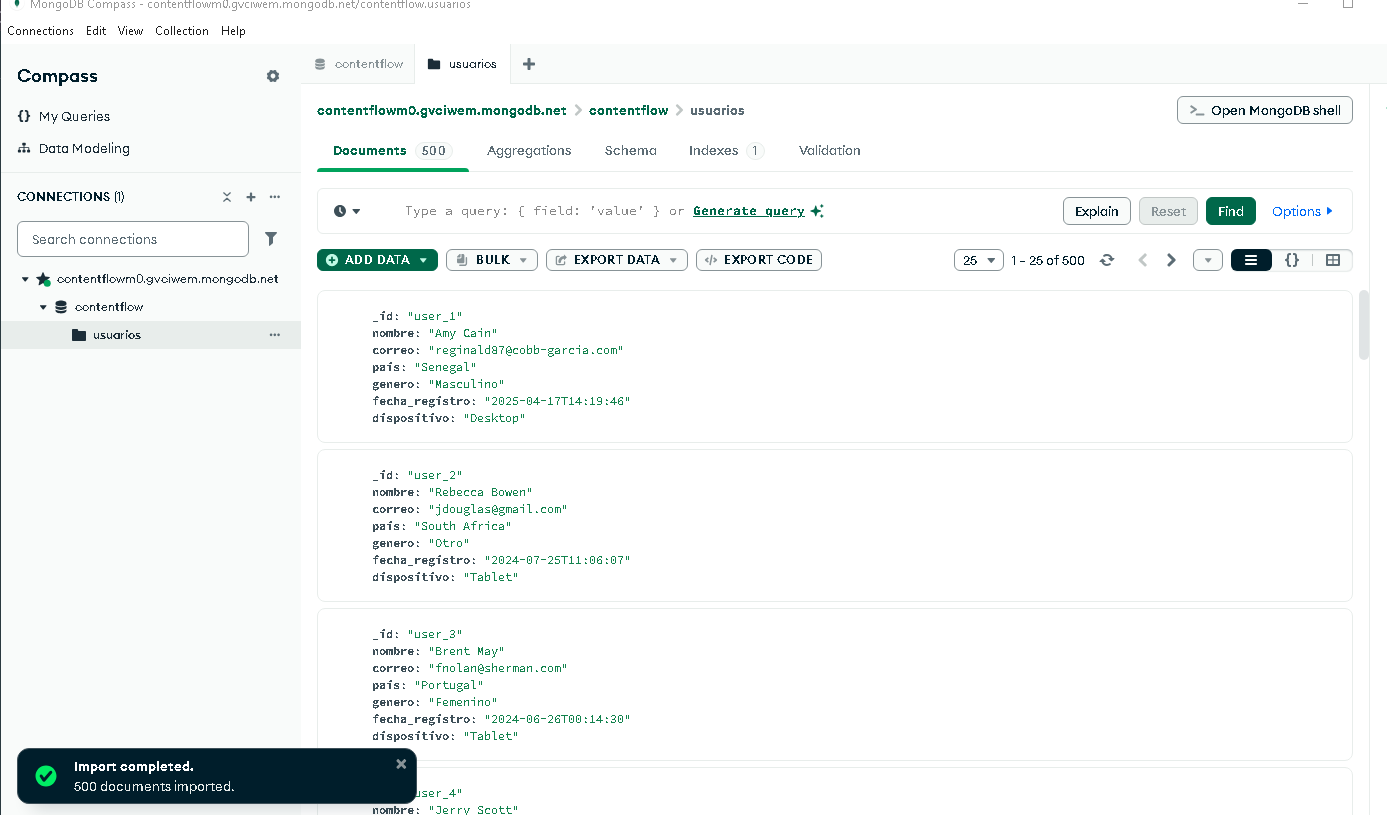 MongoDB Compass - contentflowm0.gvciwem.mongodb.net/contentflow.usuarios
Connections Edit View Collection Help
Compass
My Queries
Data Modeling
CONNECTIONS (1)
Search connections
contentflowm0.gvciwem.mongodb.net
contentflow
usuarios
contentflow
usuarios
contentflowm0.gvciwem.mongodb.net > contentflow > usuarios
>_ Open MongoDB shell
Documents 500 Aggregations Schema Indexes 1 Validation
Type a query: { field: 'value' } or Generate query
Explain Reset Find Options
ADD DATA BULK EXPORT DATA EXPORT CODE
25 1 – 25 of 500
_id: "user_1"
nombre: "Amy Cain"
correo: "reginald87@cobb-garcia.com"
pais: "Senegal"
genero: "Masculino"
fecha_registro: "2025-04-17T14:19:46"
dispositivo: "Desktop"
_id: "user_2"
nombre: "Rebecca Bowen"
correo: "jdouglas@gmail.com"
pais: "South Africa"
genero: "Otro"
fecha_registro: "2024-07-25T11:06:07"
dispositivo: "Tablet"
_id: "user_3"
nombre: "Brent May"
correo: "fnolan@sherman.com"
pais: "Portugal"
genero: "Femenino"
fecha_registro: "2024-06-26T00:14:30"
dispositivo: "Tablet"
user_4"
nombre: "Jerry Scott"
Import completed.
500 documents imported.